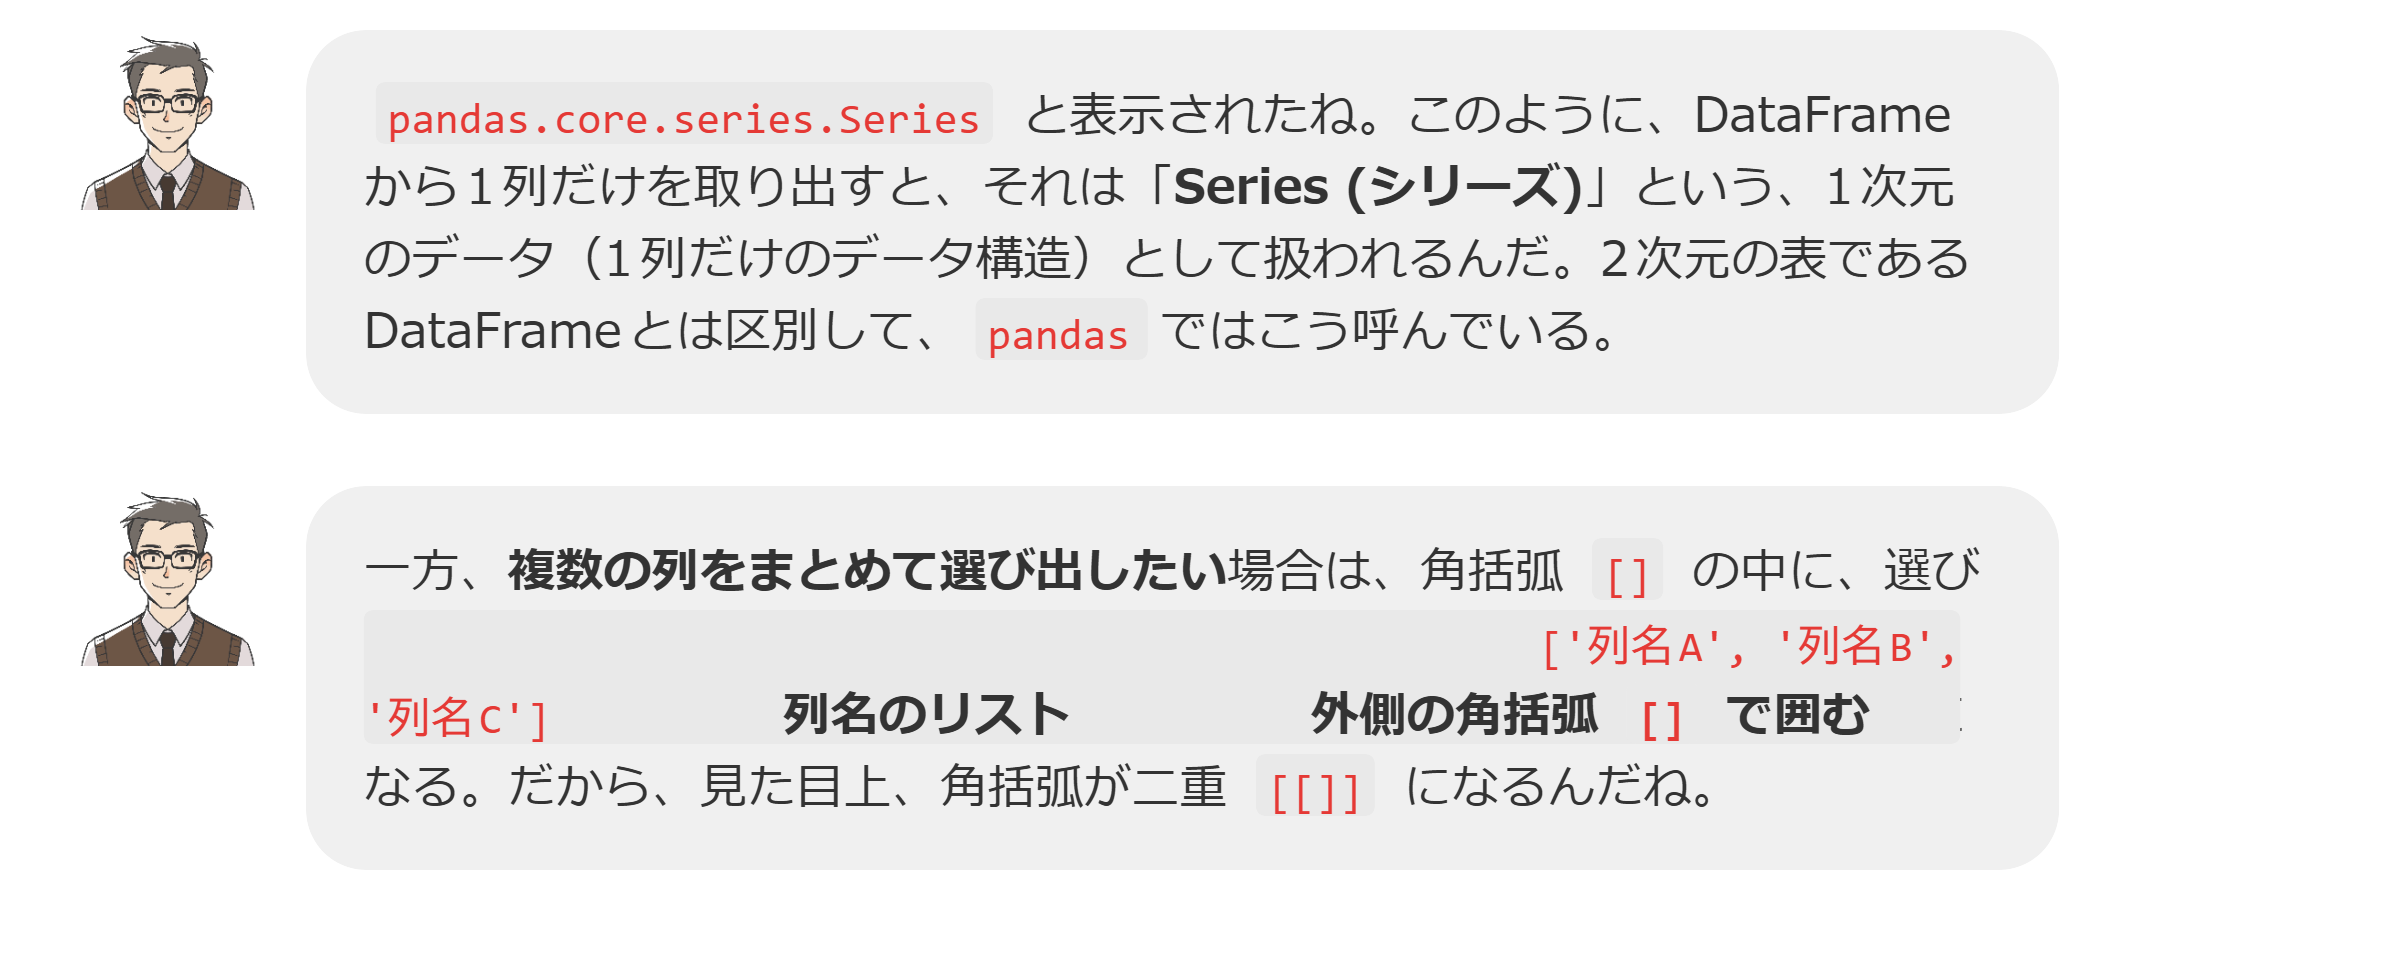 pandas.core.series.Series と表示されたね。このように、DataFrame
から1列だけを取り出すと、それは「Series (シリーズ)」という、1次元
のデータ（1列だけのデータ構造）として扱われるんだ。2次元の表である
DataFrameとは区別して、 pandas ではこう呼んでいる。
一方、複数の列をまとめて選び出したい場合は、角括弧 [] の中に、選び
['列名A', '列名B',
'列名C'] 列名のリスト 外側の角括弧 [] で囲む
なる。だから、見た目上、角括弧が二重 [[]] になるんだね。